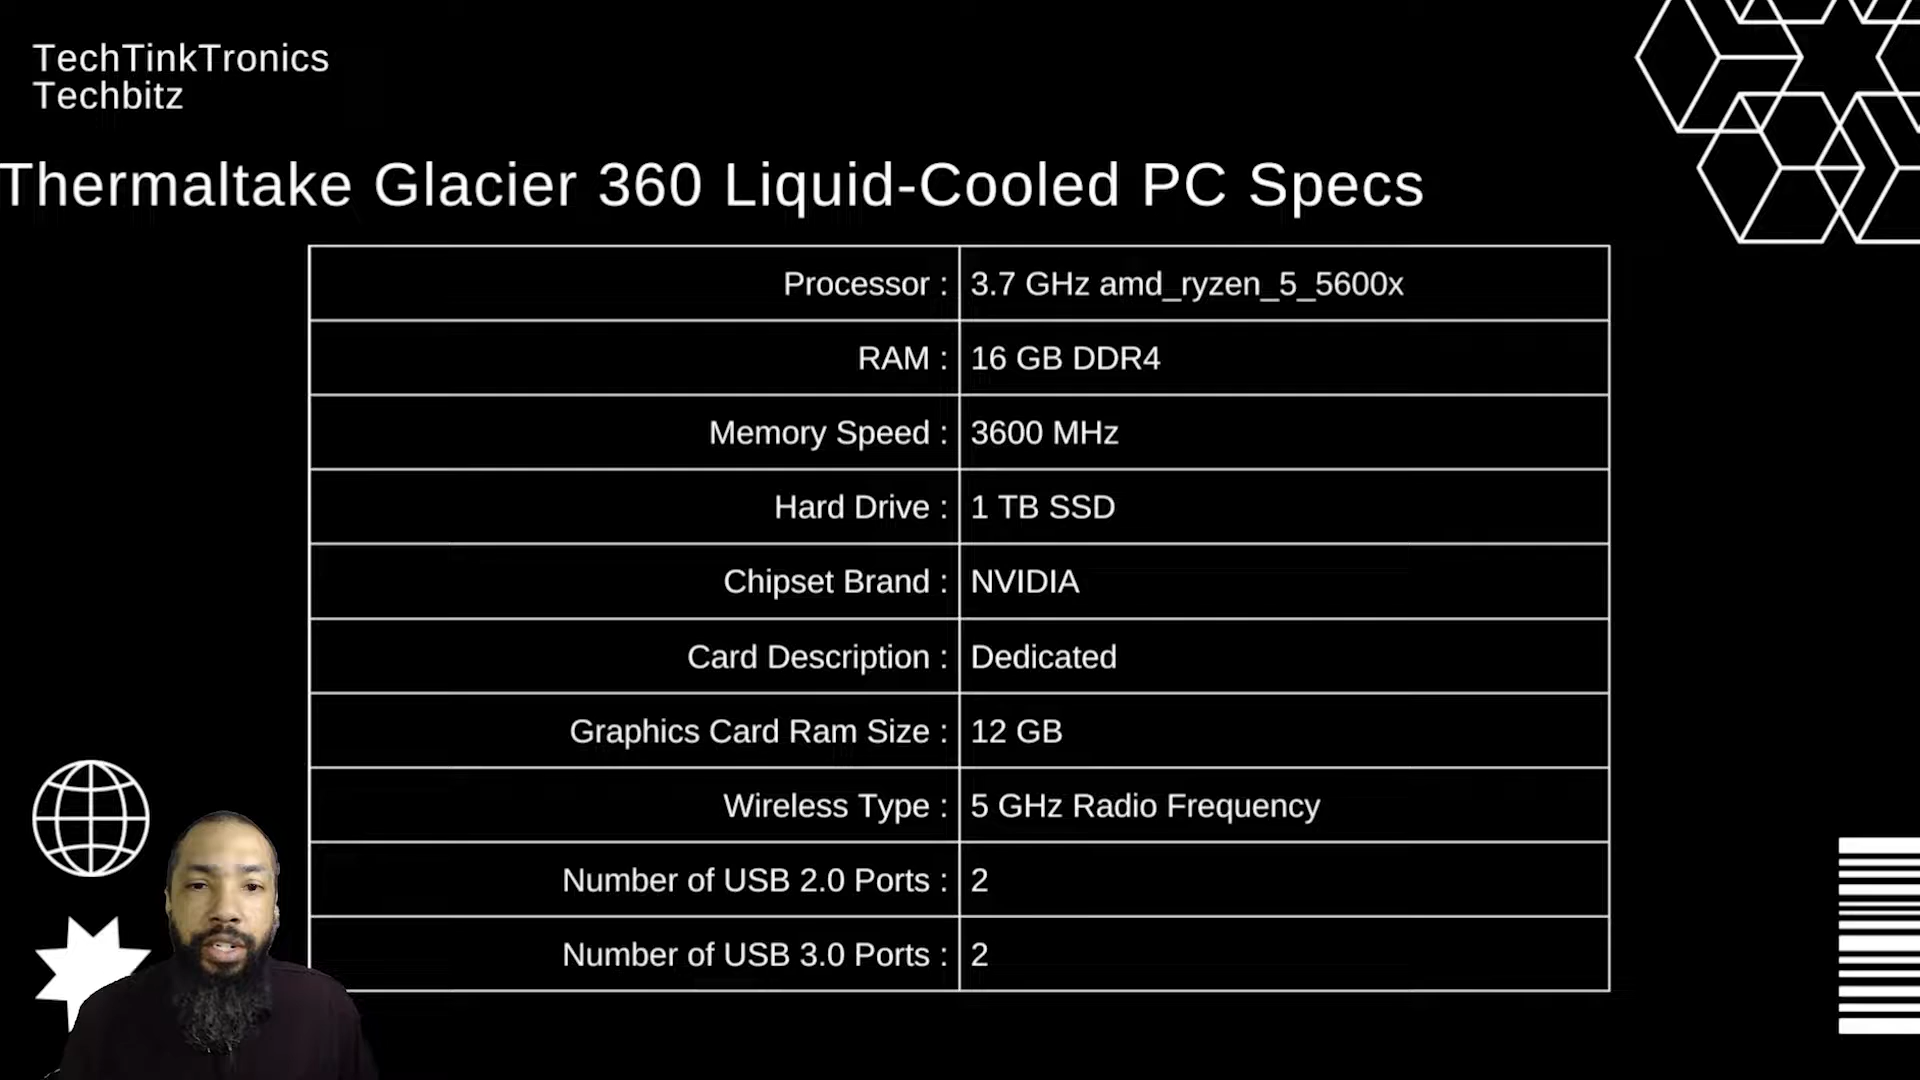 TechTinkTronics
Techbitz
Thermaltake Glacier 360 Liquid-Cooled PC Specs
Processor : 3.7 GHz amd_ryzen_5_5600x
RAM : 16 GB DDR4
Memory Speed : 3600 MHz
Hard Drive : 1 TB SSD
Chipset Brand : NVIDIA
Card Description : Dedicated
Graphics Card Ram Size : 12 GB
Wireless Type : 5 GHz Radio Frequency
Number of USB 2.0 Ports : 2
Number of USB 3.0 Ports : 2